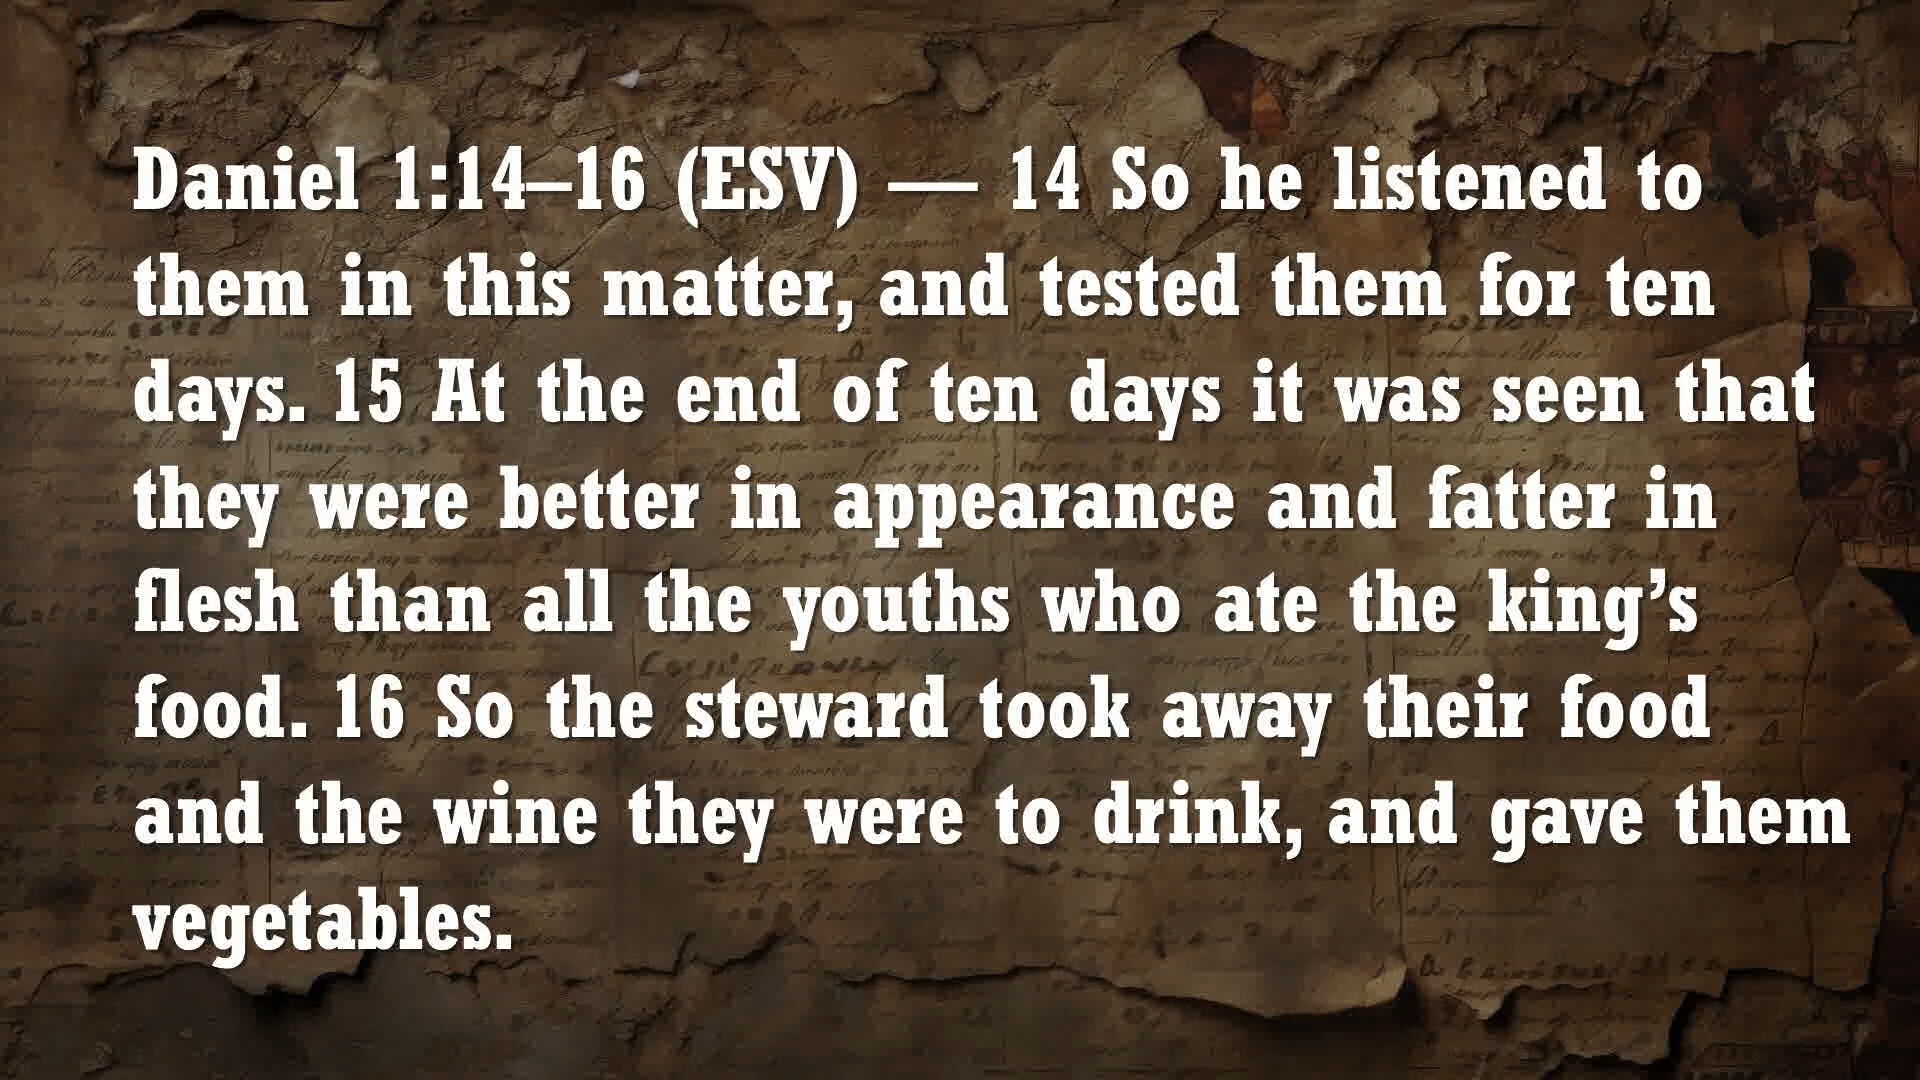 Daniel 1:14–16 (ESV) — 14 So he listened to
them in this matter, and tested them for ten
days. 15 At the end of ten days it was seen that
they were better in appearance and fatter in
flesh than all the youths who ate the king’s
food. 16 So the steward took away their food
and the wine they were to drink, and gave them
vegetables.